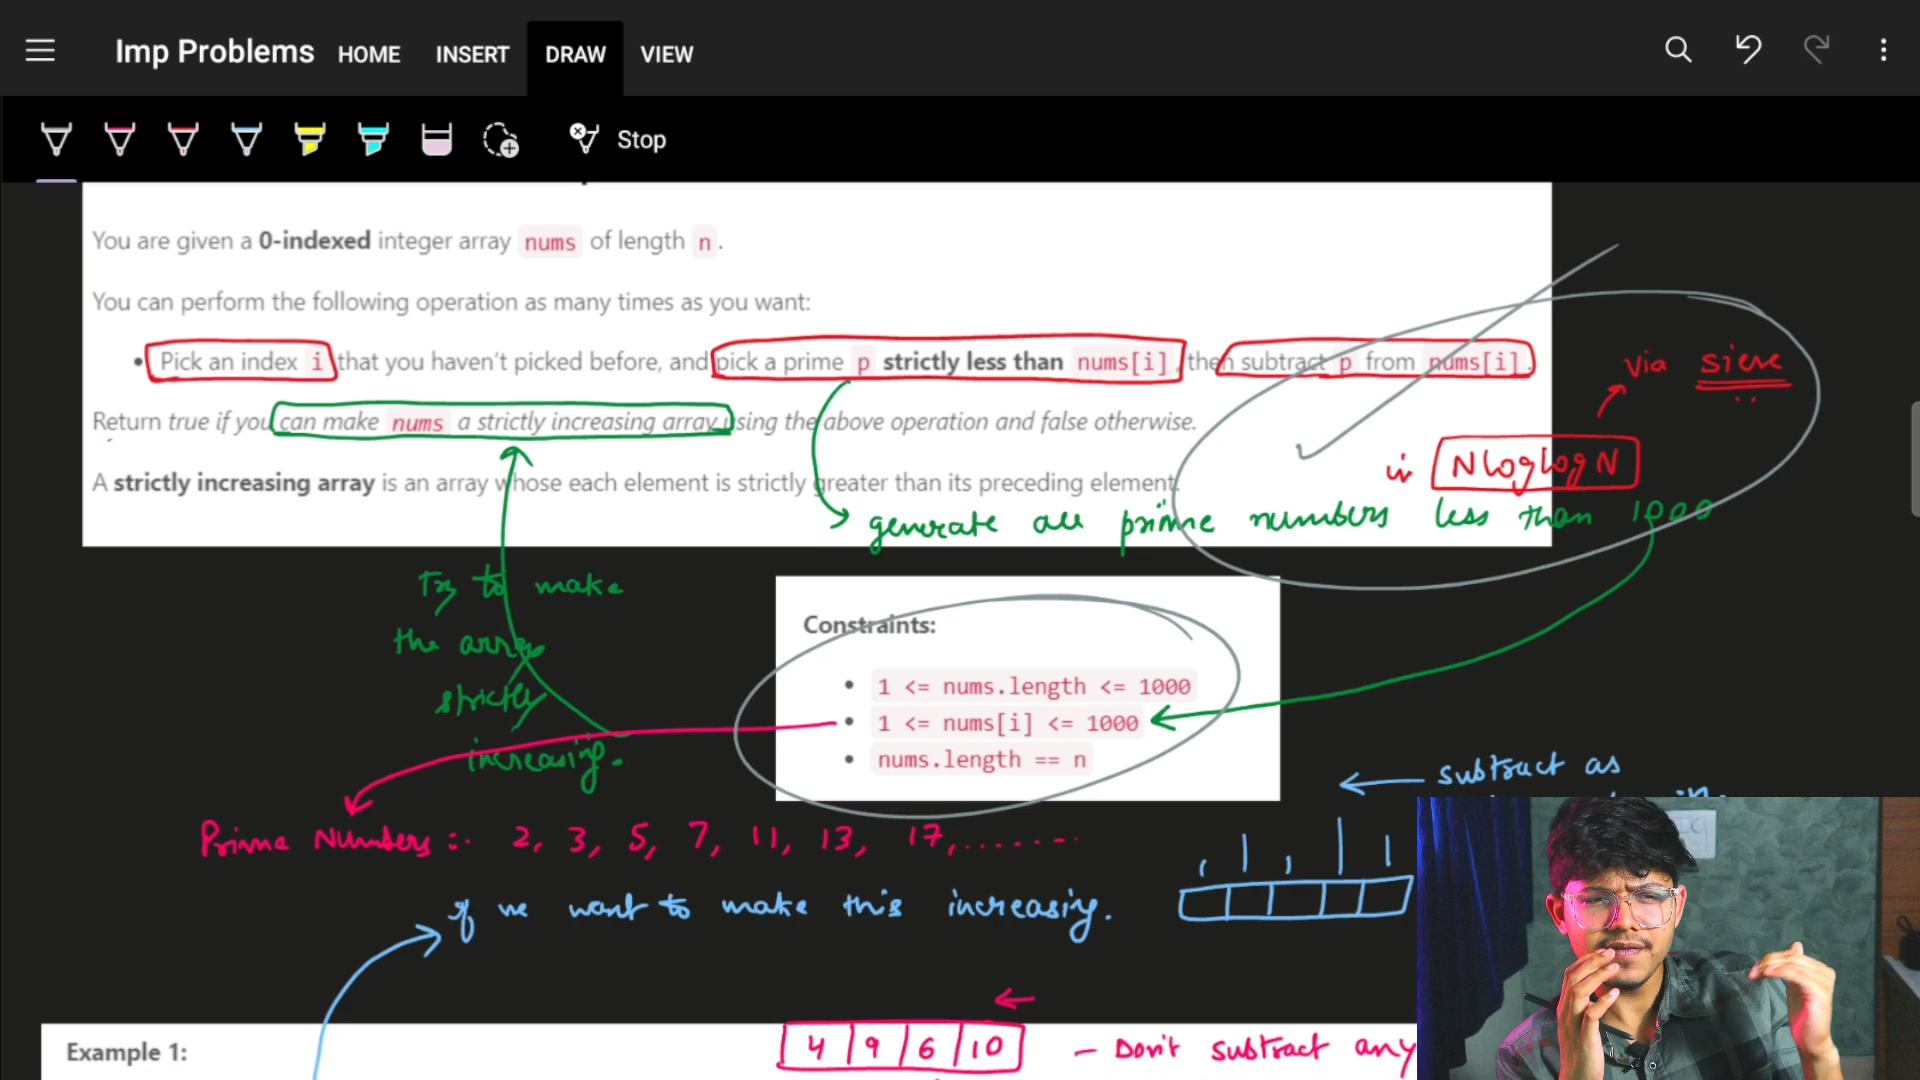 Imp Problems HOME INSERT DRAW VIEW
Stop
You are given a 0-indexed integer array nums of length n.
You can perform the following operation as many times as you want:
• Pick an index i that you haven't picked before, and pick a prime p strictly less than nums[i], then subtract p from nums[i].
via sieve
Return true if you can make nums a strictly increasing array using the above operation and false otherwise.
in NloglogN
A strictly increasing array is an array whose each element is strictly greater than its preceding element.
generate all prime numbers less than 1000
Try to make
the array
strictly
increasing.
Constraints:
• 1 <= nums.length <= 1000
• 1 <= nums[i] <= 1000
• nums.length == n
subtract as
Prime Numbers :- 2, 3, 5, 7, 11, 13, 17, .......
If we want to make this increasing.
Example 1:
4 9 6 10 - Don't subtract any